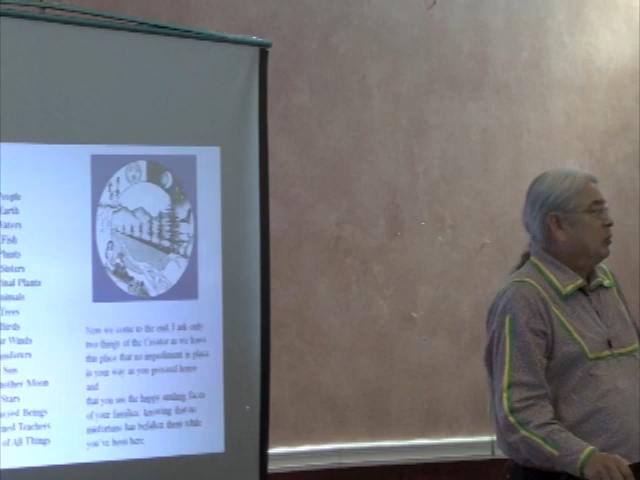 People
Earth
Waters
Fish
Plants
Sisters
Medicinal Plants
Animals
Trees
Birds
Four Winds
Thunderers
Sun
Grandmother Moon
Stars
Beings
Teachers
of All Things
Now we come to the end. I ask only
two things of the Creator as we leave
this place that no impediment is place
in your way as you proceed home
and
that you see the happy smiling faces
of your families, knowing that no
misfortune has befallen them while
you've been here.